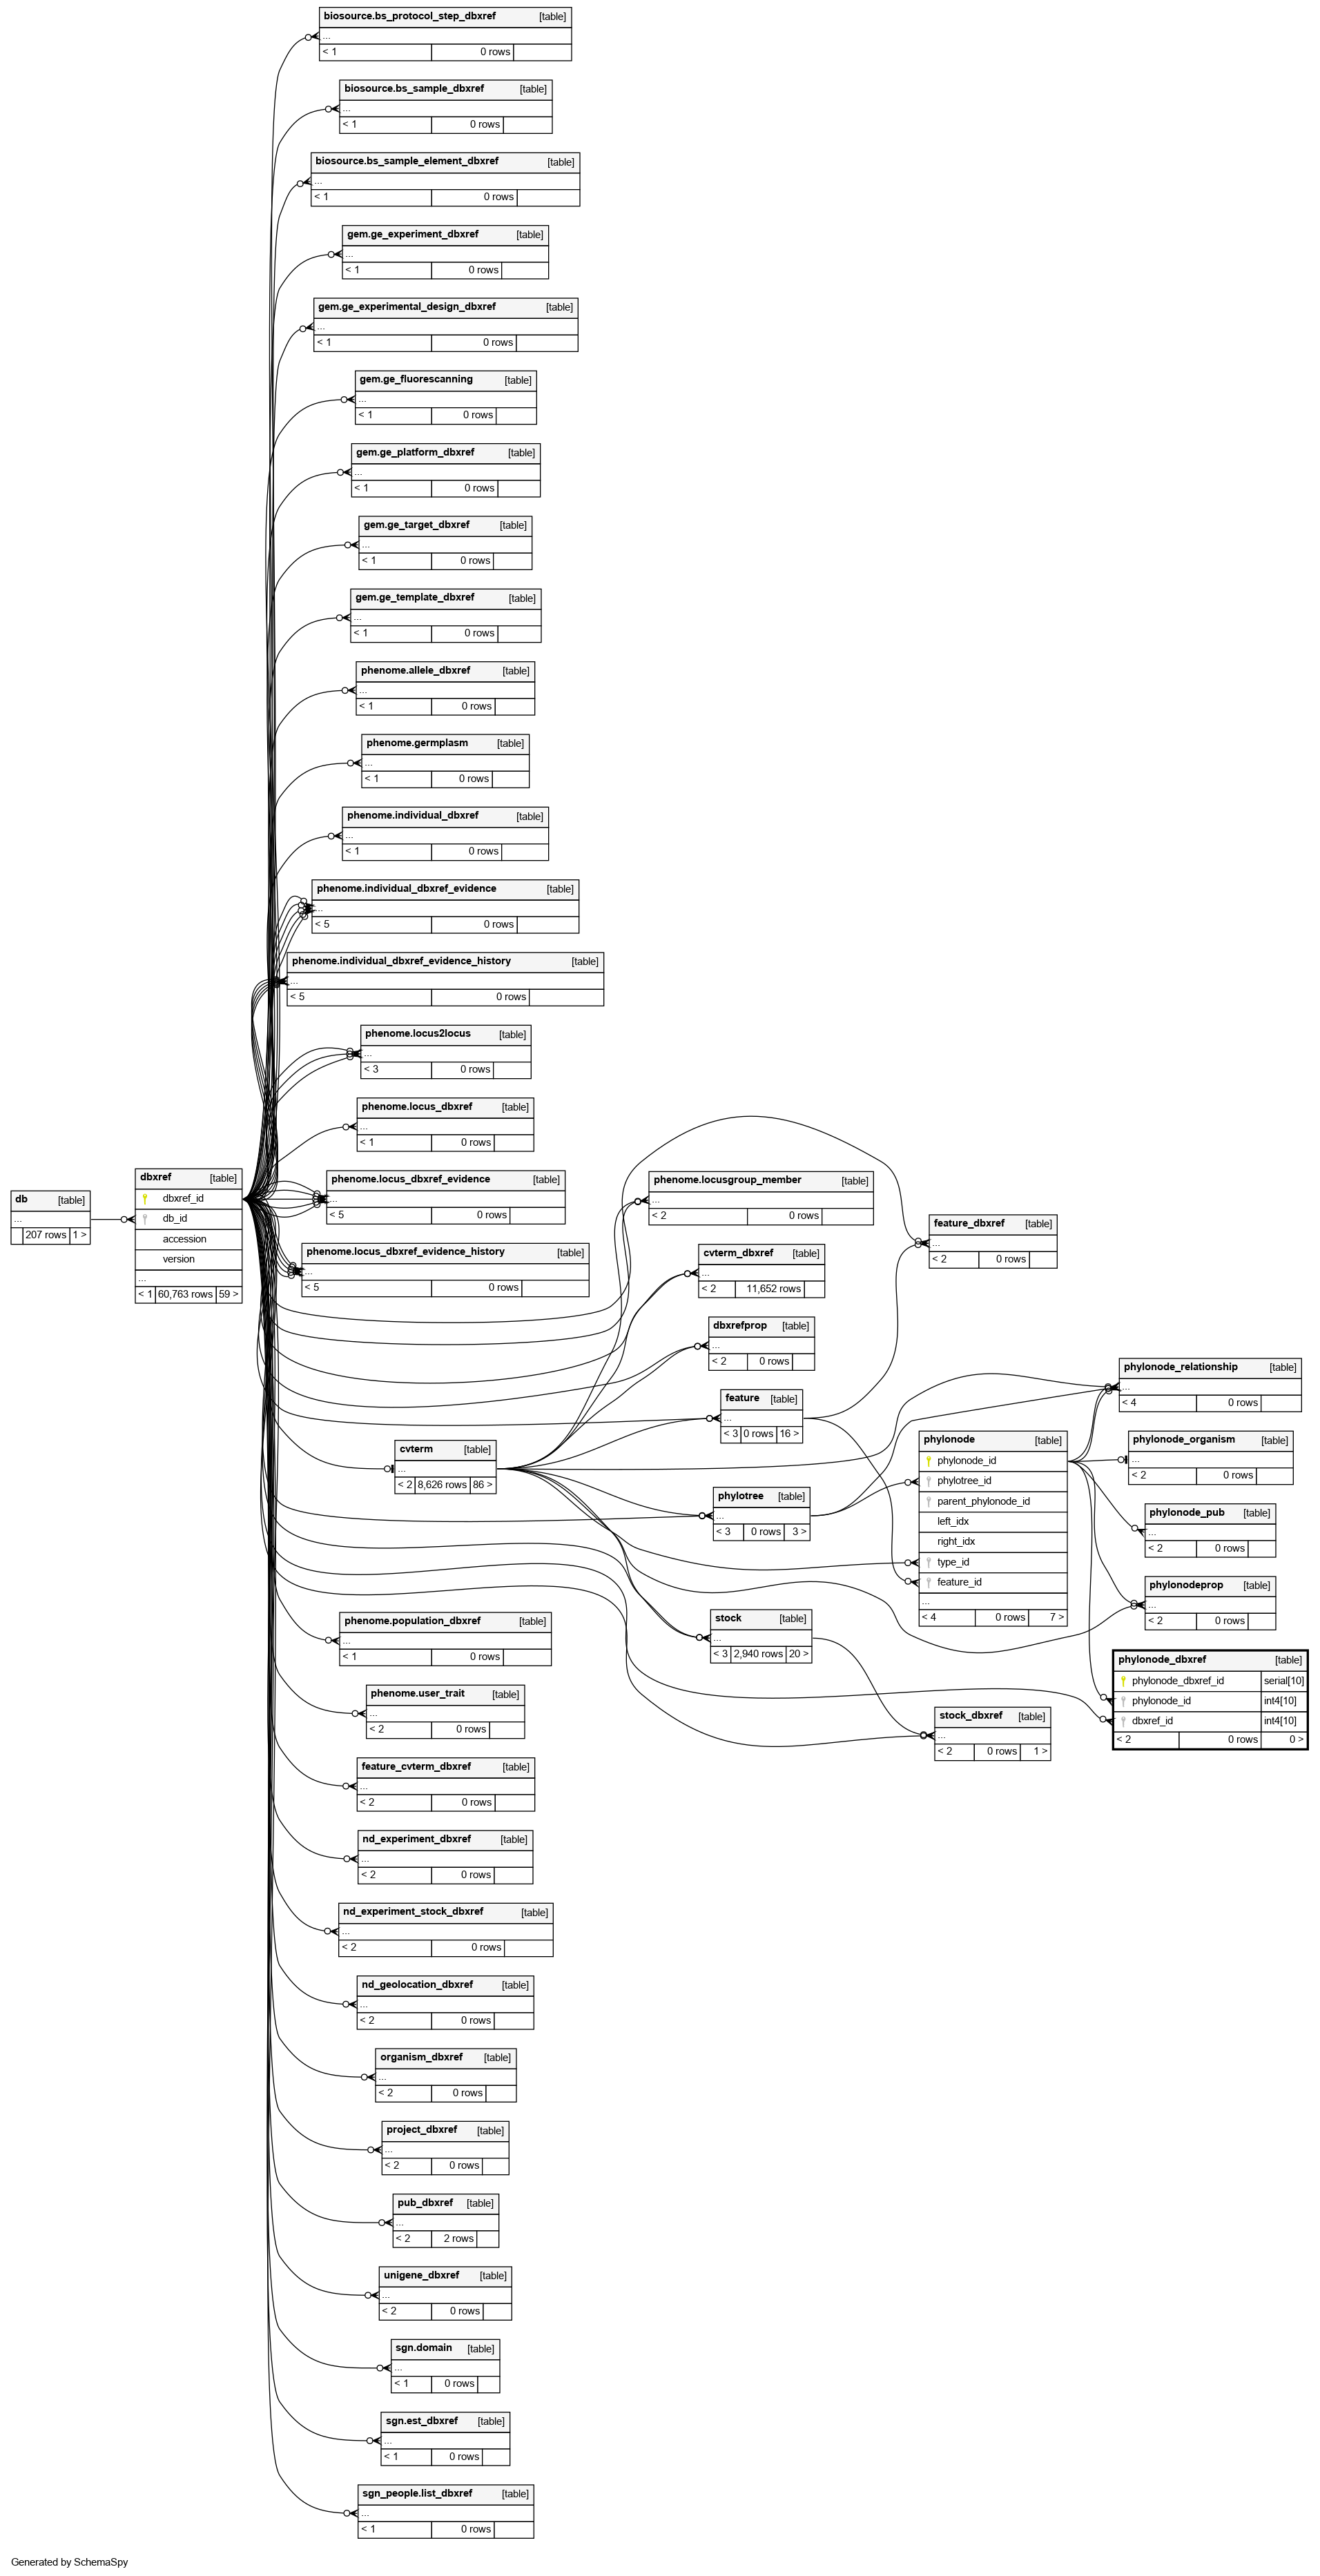 biosource.bs_protocol_step_dbxref [table]
...
< 1 0 rows
biosource.bs_sample_dbxref [table]
...
< 1 0 rows
biosource.bs_sample_element_dbxref [table]
...
< 1 0 rows
gem.ge_experiment_dbxref [table]
...
< 1 0 rows
gem.ge_experimental_design_dbxref [table]
...
< 1 0 rows
gem.ge_fluorescanning [table]
...
< 1 0 rows
gem.ge_platform_dbxref [table]
...
< 1 0 rows
gem.ge_target_dbxref [table]
...
< 1 0 rows
gem.ge_template_dbxref [table]
...
< 1 0 rows
phenome.allele_dbxref [table]
...
< 1 0 rows
phenome.germplasm [table]
...
< 1 0 rows
phenome.individual_dbxref [table]
...
< 1 0 rows
phenome.individual_dbxref_evidence [table]
...
< 5 0 rows
phenome.individual_dbxref_evidence_history [table]
...
< 5 0 rows
phenome.locus2locus [table]
...
< 3 0 rows
phenome.locus_dbxref [table]
...
< 1 0 rows
db [table]
...
207 rows 1 >
dbxref [table]
dbxref_id
db_id
accession
version
...
< 1 60,763 rows 59 >
phenome.locus_dbxref_evidence [table]
...
< 5 0 rows
phenome.locus_dbxref_evidence_history [table]
...
< 5 0 rows
phenome.locusgroup_member [table]
...
< 2 0 rows
cvterm_dbxref [table]
...
< 2 11,652 rows
dbxrefprop [table]
...
< 2 0 rows
feature_dbxref [table]
...
< 2 0 rows
feature [table]
...
< 3 0 rows 16 >
cvterm [table]
...
< 2 8,626 rows 86 >
phylotree [table]
...
< 3 0 rows 3 >
phylonode [table]
phylonode_id
phylotree_id
parent_phylonode_id
left_idx
right_idx
type_id
feature_id
...
< 4 0 rows 7 >
phylonode_relationship [table]
...
< 4 0 rows
phylonode_organism [table]
...
< 2 0 rows
phylonode_pub [table]
...
< 2 0 rows
phylonodeprop [table]
...
< 2 0 rows
phylonode_dbxref [table]
phylonode_dbxref_id serial[10]
phylonode_id int4[10]
dbxref_id int4[10]
< 2 0 rows 0 >
stock [table]
...
< 3 2,940 rows 20 >
stock_dbxref [table]
...
< 2 0 rows 1 >
phenome.population_dbxref [table]
...
< 1 0 rows
phenome.user_trait [table]
...
< 2 0 rows
feature_cvterm_dbxref [table]
...
< 2 0 rows
nd_experiment_dbxref [table]
...
< 2 0 rows
nd_experiment_stock_dbxref [table]
...
< 2 0 rows
nd_geolocation_dbxref [table]
...
< 2 0 rows
organism_dbxref [table]
...
< 2 0 rows
project_dbxref [table]
...
< 2 0 rows
pub_dbxref [table]
...
< 2 2 rows
unigene_dbxref [table]
...
< 2 0 rows
sgn.domain [table]
...
< 1 0 rows
sgn.est_dbxref [table]
...
< 1 0 rows
sgn_people.list_dbxref [table]
...
< 1 0 rows
Generated by SchemaSpy